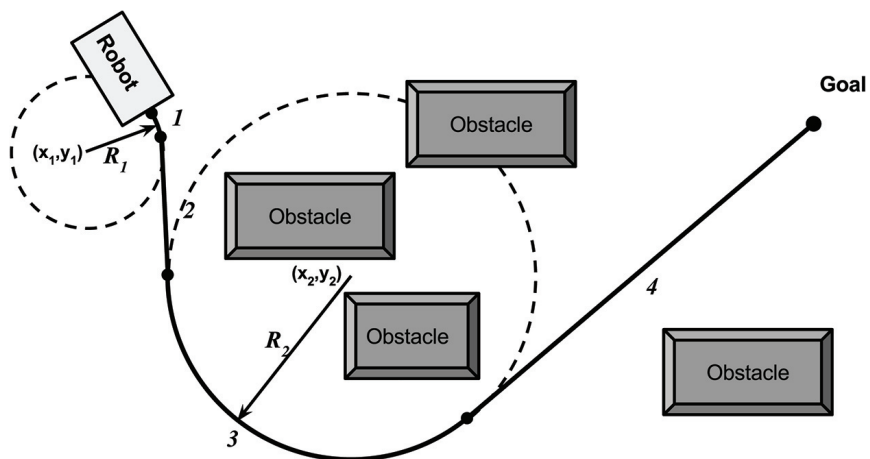 Robot
1
(x₁,y₁)
R₁
2
Obstacle
Obstacle
Goal
(x₂,y₂)
R₂
Obstacle
3
4
Obstacle